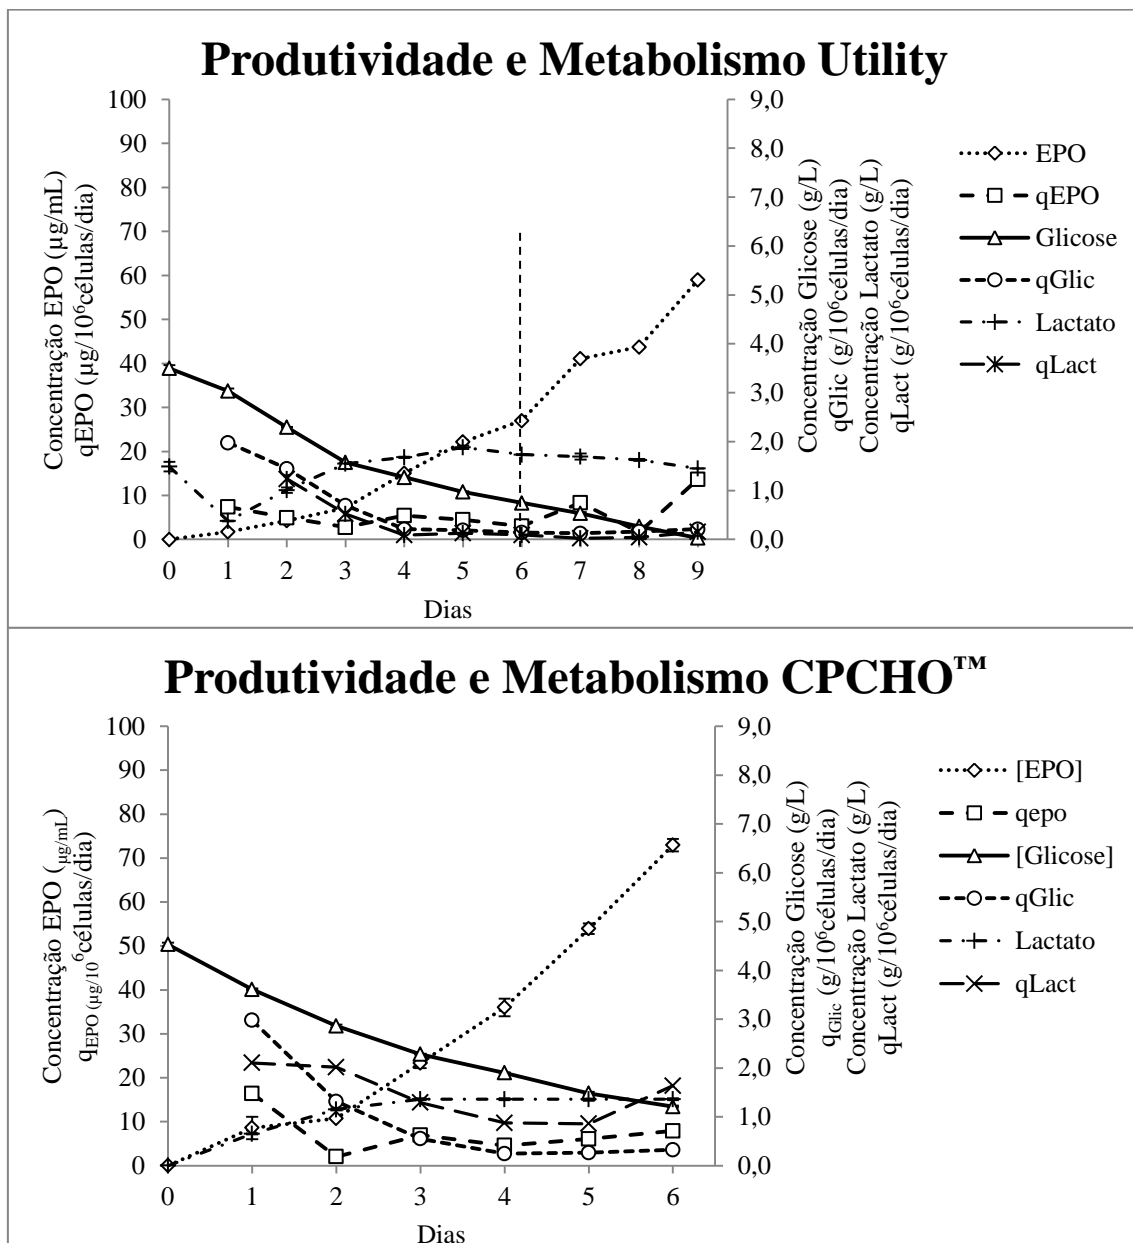 Produtividade e Metabolismo Utility
Concentração EPO (µg/mL)
qEPO (µg/10⁶células/dia)
100
90
80
70
60
50
40
30
20
10
0
0 1 2 3 4 5 6 7 8 9
Dias
9,0
8,0
7,0
6,0
5,0
4,0
3,0
2,0
1,0
0,0
Concentração Glicose (g/L)
qGlic (g/10⁶células/dia)
Concentração Lactato (g/L)
qLact (g/10⁶células/dia)
EPO
qEPO
Glicose
qGlic
Lactato
qLact
Produtividade e Metabolismo CPCHO™
Concentração EPO (µg/mL)
qEPO (µg/10⁶células/dia)
100
90
80
70
60
50
40
30
20
10
0
0 1 2 3 4 5 6
Dias
9,0
8,0
7,0
6,0
5,0
4,0
3,0
2,0
1,0
0,0
Concentração Glicose (g/L)
qGlic (g/10⁶células/dia)
Concentração Lactato (g/L)
qLact (g/10⁶células/dia)
[EPO]
qepo
[Glicose]
qGlic
Lactato
qLact